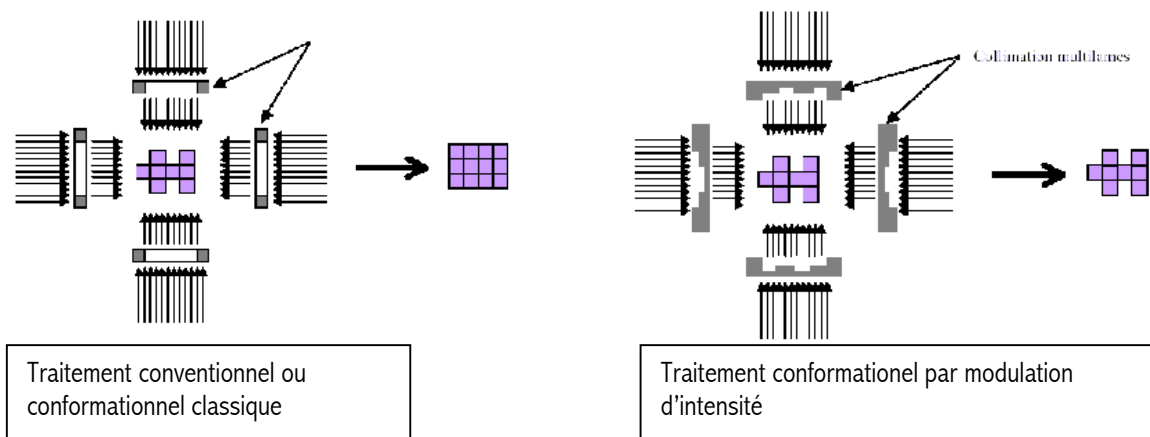 Collimation multilames
Traitement conventionnel ou
conformationnel classique
Traitement conformationel par modulation
d'intensité